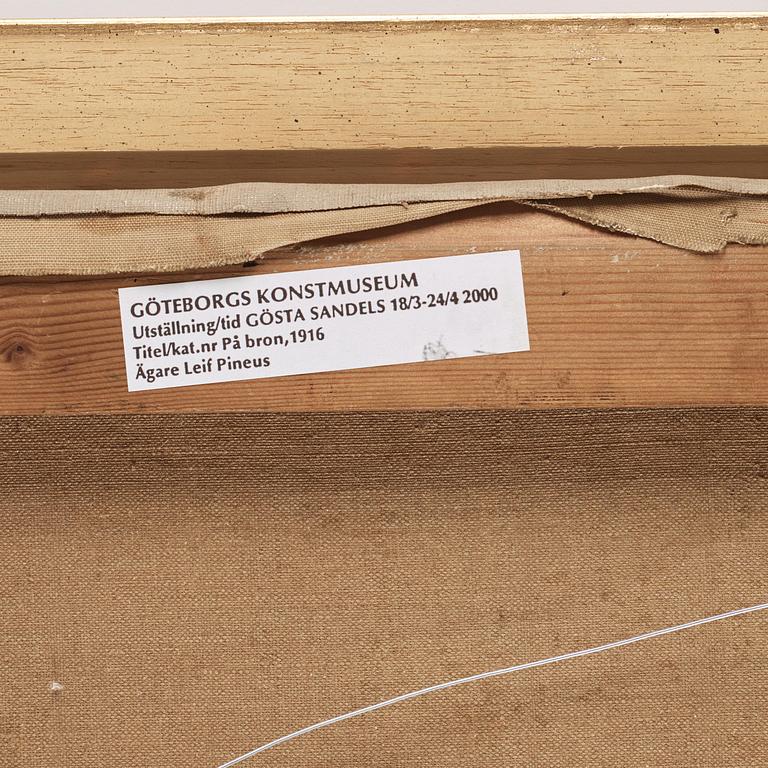 GÖTEBORGS KONSTMUSEUM
Utställning/tid GÖSTA SANDELS 18/3-24/4 2000
Titel/kat.nr På bron,1916
Ägare Leif Pineus